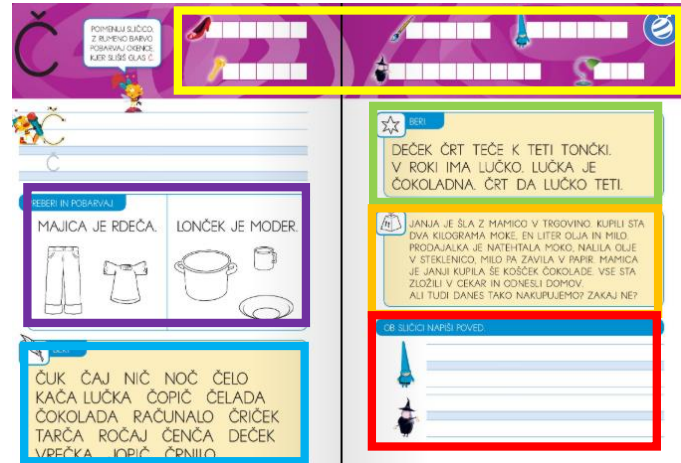 Č
POIMENUJ SLIČICO.
Z RUMENO BARVO
POBARVAJ OKENCE,
KJER SLIŠIŠ GLAS Č.
Č
Č
PREBERI IN POBARVAJ
MAJICA JE RDEČA.
LONČEK JE MODER.
BERI
ČUK ČAJ NIČ NOČ ČELO
KAČA LUČKA ČOPIČ ČELADA
ČOKOLADA RAČUNALO ČRIČEK
TARČA ROČAJ ČENČA DEČEK
VREČKA JOPIČ ČRNILO
BERI
DEČEK ČRT TEČE K TETI TONČKI.
V ROKI IMA LUČKO. LUČKA JE
ČOKOLADNA. ČRT DA LUČKO TETI.
JANJA JE ŠLA Z MAMICO V TRGOVINO. KUPILI STA
DVA KILOGRAMA MOKE, EN LITER OLJA IN MILO.
PRODAJALKA JE NATEHTALA MOKO, NALILA OLJE
V STEKLENICO, MILO PA ZAVILA V PAPIR. MAMICA
JE JANJI KUPILA ŠE KOŠČEK ČOKOLADE. VSE STA
ZLOŽILI V CEKAR IN ODNESLI DOMOV.
ALI TUDI DANES TAKO NAKUPUJEMO? ZAKAJ NE?
OB SLIČICI NAPIŠI POVED.